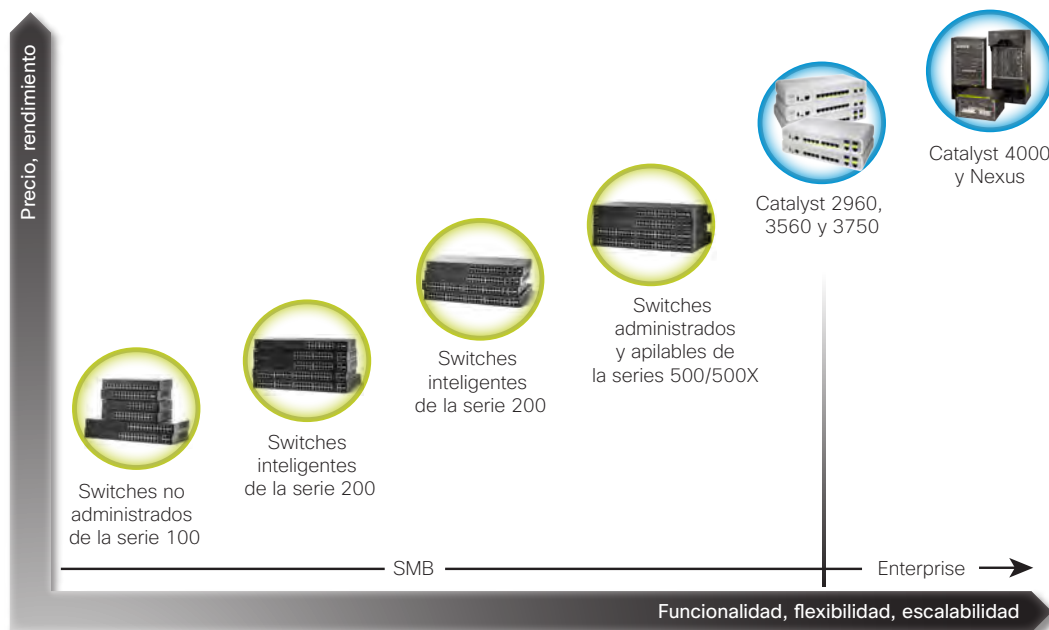 Precio, rendimiento
Catalyst 4000
y Nexus
Catalyst 2960,
3560 y 3750
Switches
administrados
y apilables de
la series 500/500X
Switches
inteligentes
de la serie 200
Switches
inteligentes
de la serie 200
Switches no
administrados
de la serie 100
SMB
Enterprise
Funcionalidad, flexibilidad, escalabilidad